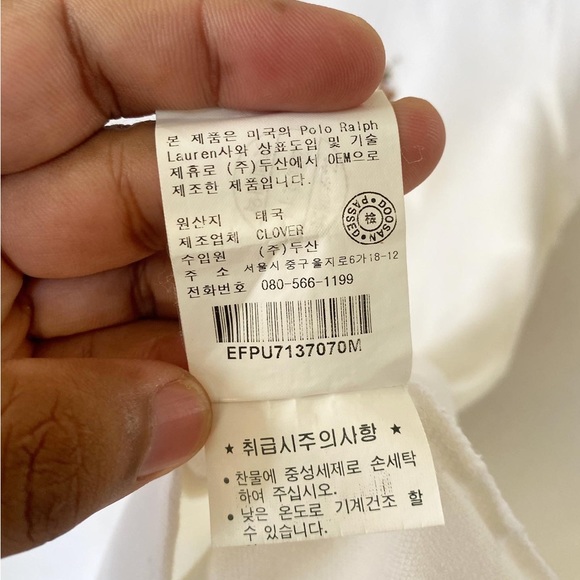 본 제품은 미국의 Polo Ralph
Lauren사와 상표도입 및 기술
제휴로 (주)두산에서 OEM으로
제조한 제품입니다.
원산지 태국
제조업체 CLOVER
수입원 (주)두산
주 소 서울시 중구을지로6가18-12
전화번호 080-566-1199
DOOSAN PASSED 檢
EFPU7137070M
★ 취급시주의사항 ★
• 찬물에 중성세제로 손세탁
하여 주십시오.
• 낮은 온도로 기계건조 할
수 있습니다.